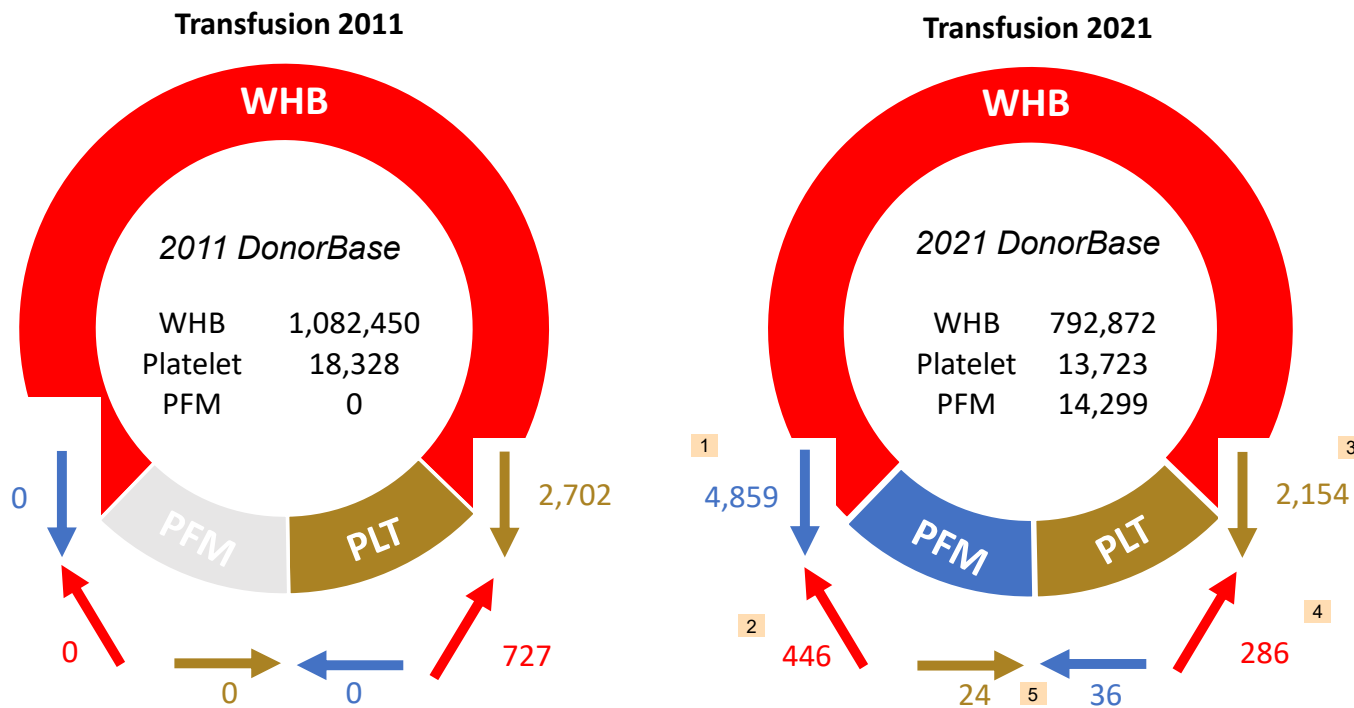 Transfusion 2011
WHB
2011 DonorBase
WHB 1,082,450
Platelet 18,328
PFM 0
0
2,702
PFM
PLT
0
727
0
0
Transfusion 2021
WHB
2021 DonorBase
WHB 792,872
Platelet 13,723
PFM 14,299
1
3
4,859
2,154
PFM
PLT
2
4
446
286
24
5
36